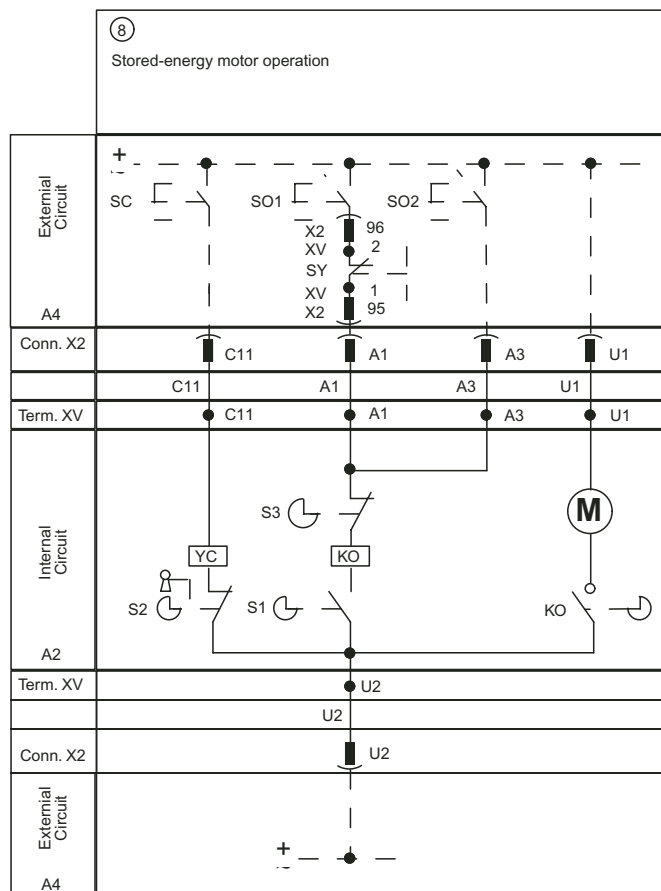 8
Stored-energy motor operation
+
~
SC
SO1
SO2
X2
96
XV
2
SY
XV
1
X2
95
Externial
Circuit
A4
Conn. X2
C11
A1
A3
U1
C11
A1
A3
U1
Term. XV
C11
A1
A3
U1
S3
M
YC
KO
S2
S1
KO
Internal
Circuit
A2
Term. XV
U2
U2
Conn. X2
U2
Externial
Circuit
A4
+
~